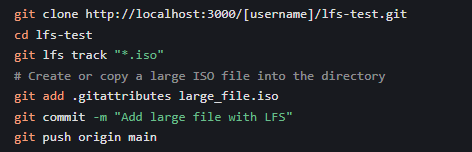 git clone http://localhost:3000/[username]/lfs-test.git
cd lfs-test
git lfs track "*.iso"
# Create or copy a large ISO file into the directory
git add .gitattributes large_file.iso
git commit -m "Add large file with LFS"
git push origin main